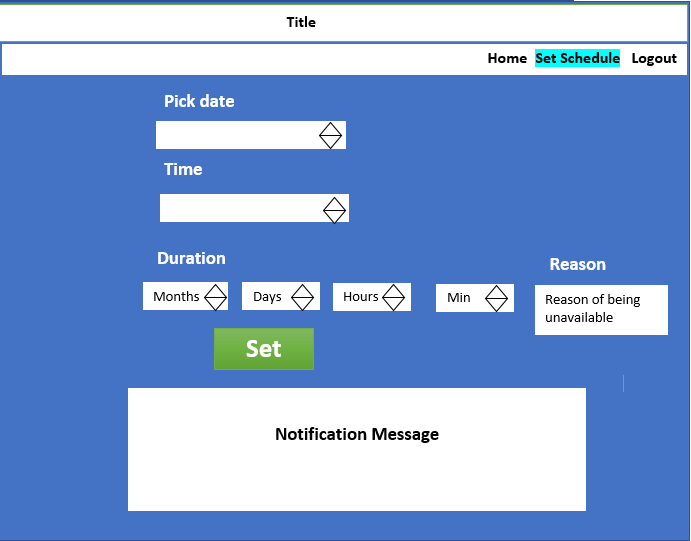 Title
Home Set Schedule Logout
Pick date
Time
Duration
Reason
Months Days Hours Min
Reason of being
unavailable
Set
Notification Message